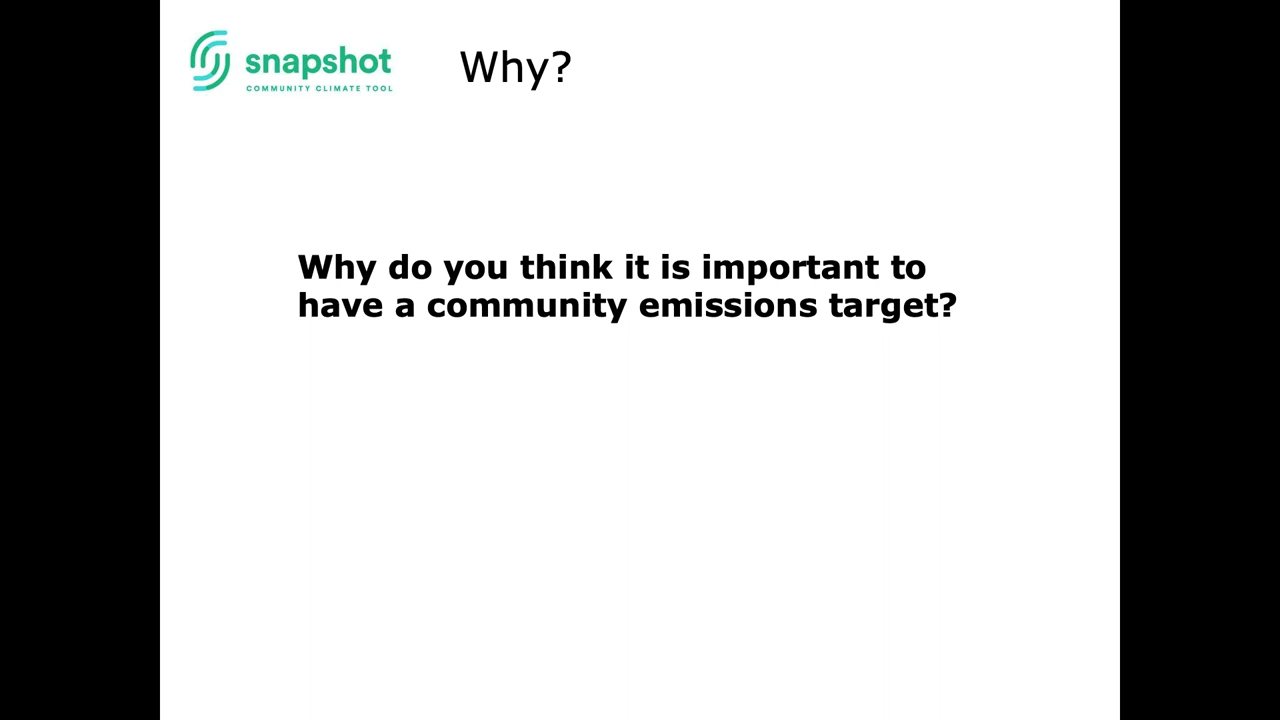 snapshot
COMMUNITY CLIMATE TOOL
Why?
Why do you think it is important to
have a community emissions target?